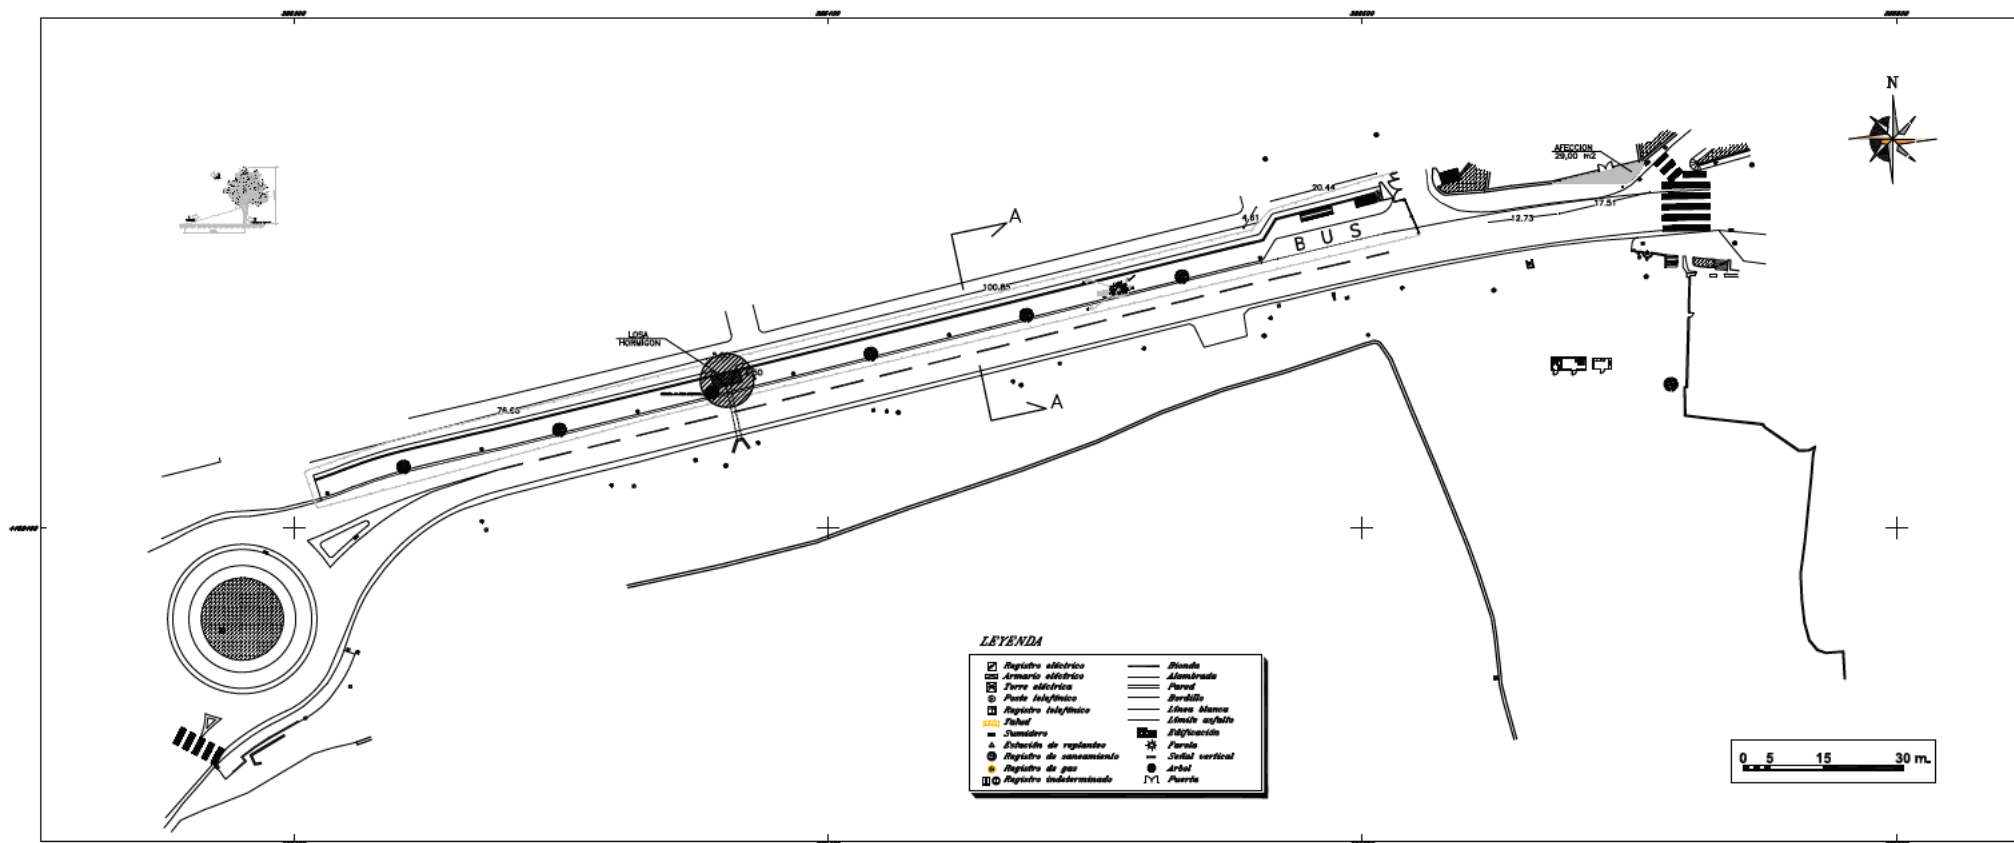 N
AFECCION
29,00 m2
20.44
17.51
12.73
4.61
BUS
A
100.85
LOSA
HORMIGON
A
76.55
LEYENDA
Registro eléctrico
Armario eléctrico
Torre eléctrica
Poste telefónico
Registro telefónico
Talud
Sumidero
Estación de replanteo
Registro de saneamiento
Registro de gas
Registro indeterminado
Bionda
Alambrada
Pared
Bordillo
Línea blanca
Límite asfalto
Edificación
Farola
Señal vertical
Arbol
Puerta
0 5 15 30 m.